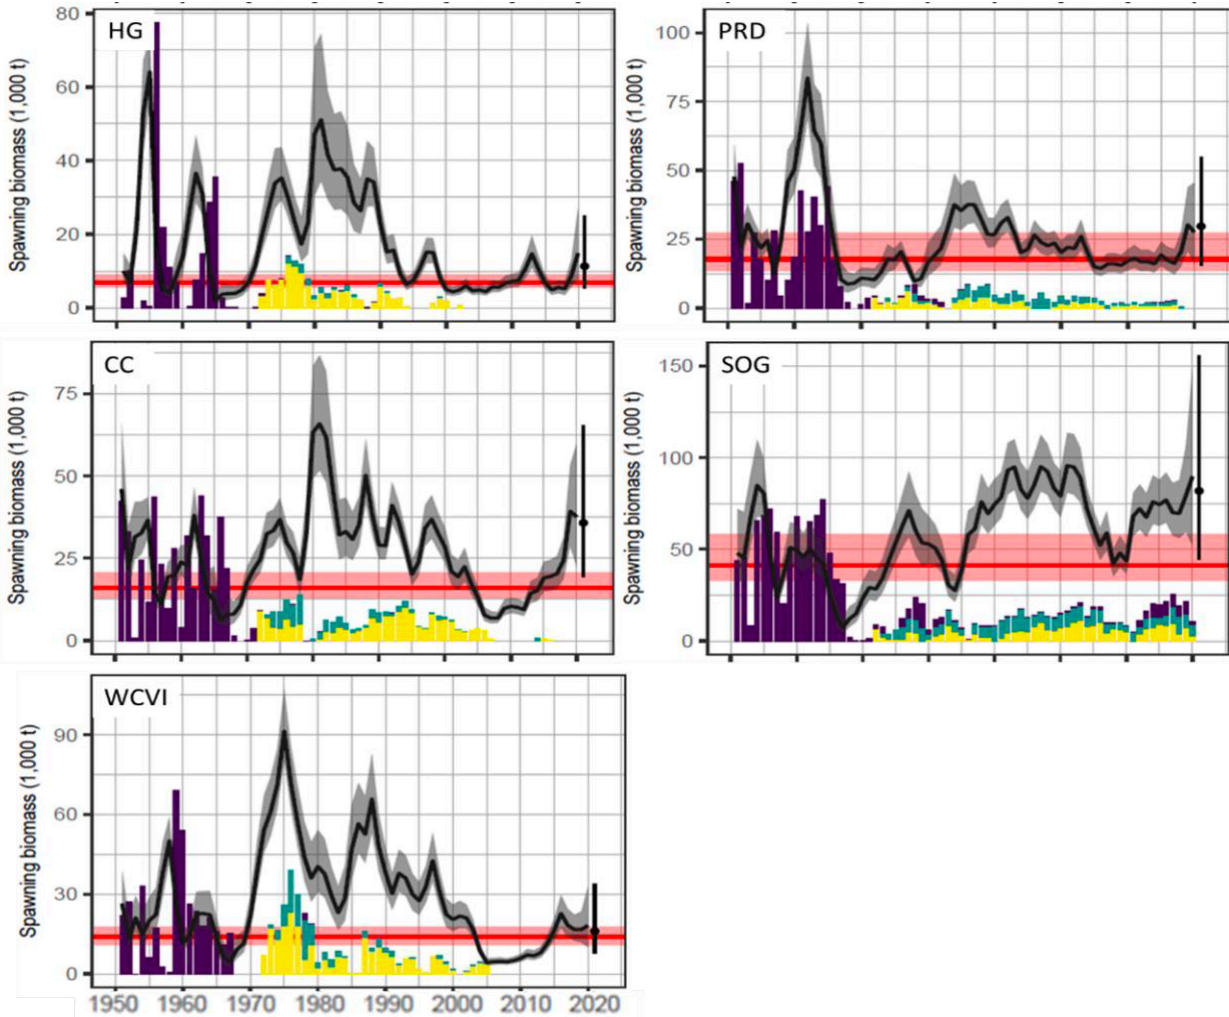 HG
Spawning biomass (1,000 t)
80
60
40
20
0
PRD
Spawning biomass (1,000 t)
100
75
50
25
0
CC
Spawning biomass (1,000 t)
75
50
25
0
SOG
Spawning biomass (1,000 t)
150
100
50
0
WCVI
Spawning biomass (1,000 t)
90
60
30
0
1950 1960 1970 1980 1990 2000 2010 2020